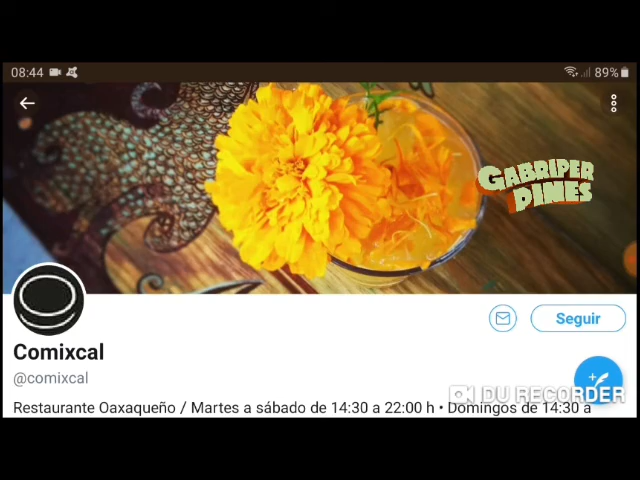 08:44
89%
GABRIPER
PINES
Seguir
Comixcal
@comixcal
DU RECORDER
Restaurante Oaxaqueño / Martes a sábado de 14:30 a 22:00 h • Domingos de 14:30 a